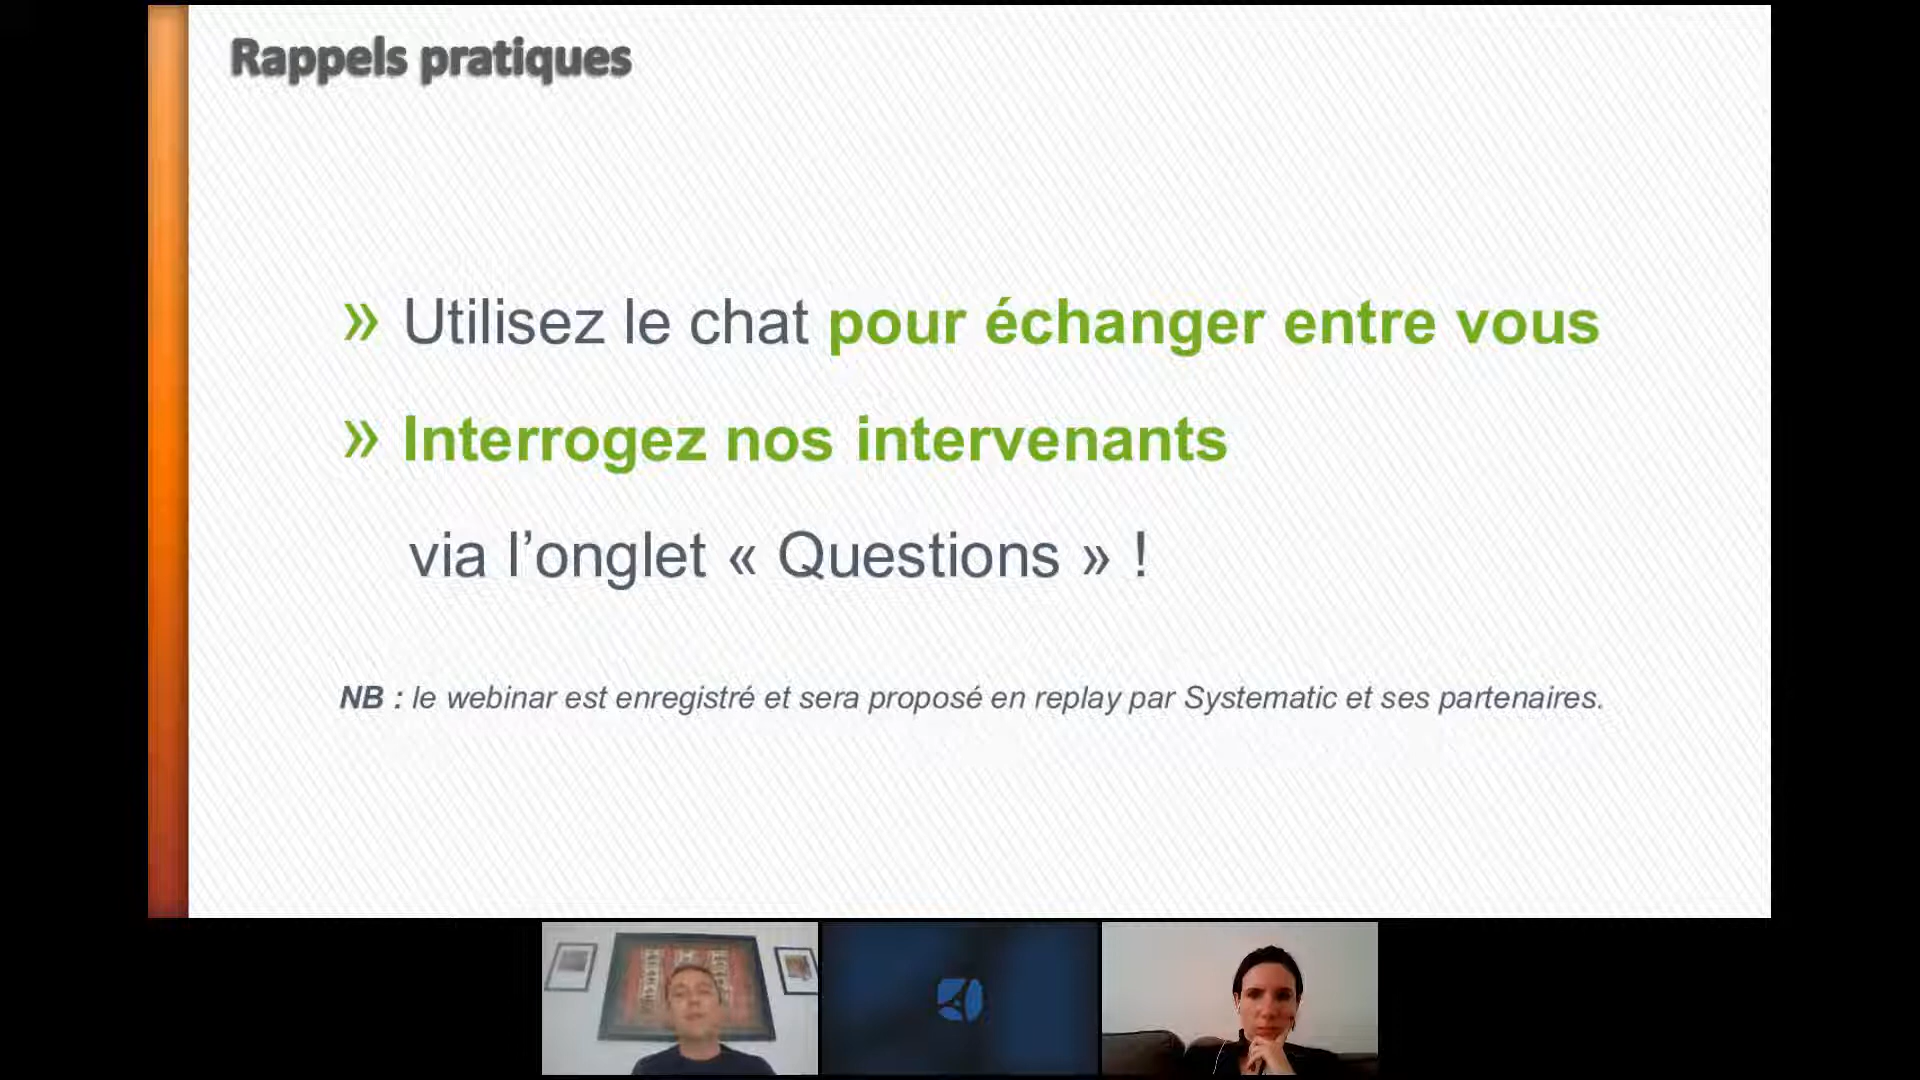 Rappels pratiques
» Utilisez le chat pour échanger entre vous
» Interrogez nos intervenants
via l’onglet « Questions » !
NB : le webinar est enregistré et sera proposé en replay par Systematic et ses partenaires.